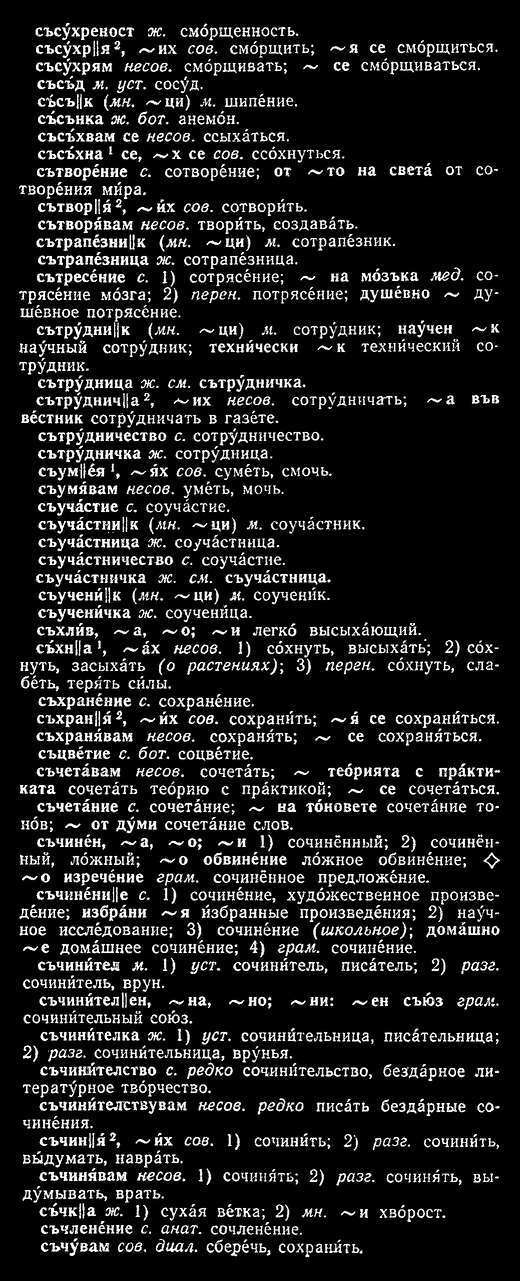 съсу́хреност ж. смо́рщенность.
съсу́хр||я², ~их сов. смо́рщить; ~я се смо́рщиться.
съсу́хрям несов. смо́рщивать; ~ се смо́рщиваться.
съсъ́д м. уст. сосу́д.
съ́съ||к (мн. ~ци) м. шипе́ние.
съ́сънка ж. бот. анемо́н.
съсъ́хвам се несов. ссыха́ться.
съсъ́хна¹ се, ~х се сов. ссо́хнуться.
сътворе́ние с. сотворе́ние; от ~то на света́ от со-
творе́ния ми́ра.
сътвор||я́², ~и́х сов. сотвори́ть.
сътворя́вам несов. твори́ть, создава́ть.
сътрапе́зни||к (мн. ~ци) м. сотрапе́зник.
сътрапе́зница ж. сотрапе́зница.
сътресе́ние с. 1) сотрясе́ние; ~ на мо́зъка мед. со-
трясе́ние мо́зга; 2) перен. потрясе́ние; душе́вно ~ ду-
ше́вное потрясе́ние.
сътру́дни||к (мн. ~ци) м. сотру́дник; нау́чен ~к
нау́чный сотру́дник; техни́чески ~к техни́ческий со-
тру́дник.
сътру́дница ж. см. сътру́дничка.
сътру́днич||а², ~их несов. сотру́дничать; ~а във
ве́стник сотру́дничать в газе́те.
сътру́дничество с. сотру́дничество.
сътру́дничка ж. сотру́дница.
съум||е́я¹, ~я́х сов. суме́ть, смочь.
съумя́вам несов. уме́ть, мочь.
съуча́стие с. соуча́стие.
съуча́стни||к (мн. ~ци) м. соуча́стник.
съуча́стница ж. соуча́стница.
съуча́стничество с. соуча́стие.
съуча́стничка ж. см. съуча́стница.
съучени́||к (мн. ~ци) м. соучени́к.
съучени́чка ж. соучени́ца.
съхли́в, ~а, ~о; ~и легко́ высыха́ющий.
съ́хн||а¹, ~а́х несов. 1) со́хнуть, высыха́ть; 2) со́х-
нуть, засыха́ть (о растениях); 3) перен. со́хнуть, сла-
бе́ть, теря́ть си́лы.
съхране́ние с. сохране́ние.
съхран||я́², ~и́х сов. сохрани́ть; ~я́ се сохрани́ться.
съхраня́вам несов. сохраня́ть; ~ се сохраня́ться.
съцве́тие с. бот. соцве́тие.
съчета́вам несов. сочета́ть; ~ тео́рията с пра́кти-
ката сочета́ть тео́рию с пра́ктикой; ~ се сочета́ться.
съчета́ние с. сочета́ние; ~ на то́новете сочета́ние то-
но́в; ~ от ду́ми сочета́ние слов.
съчине́н, ~а, ~о; ~и 1) сочинённый; 2) сочинён-
ный, ло́жный; ~о обвине́ние ло́жное обвине́ние; ◇
~о изрече́ние грам. сочинённое предложе́ние.
съчине́ни||е с. 1) сочине́ние, худо́жественное произве-
де́ние; избра́ни ~я и́збранные произведе́ния; 2) нау́ч-
ное иссле́дование; 3) сочине́ние (школьное); дома́шно
~е дома́шнее сочине́ние; 4) грам. сочине́ние.
съчини́тел м. 1) уст. сочини́тель, писа́тель; 2) разг.
сочини́тель, врун.
съчини́тел||ен, ~на, ~но; ~ни: ~ен съю́з грам.
сочини́тельный сою́з.
съчини́телка ж. 1) уст. сочини́тельница, писа́тельница;
2) разг. сочини́тельница, вру́нья.
съчини́телство с. редко сочини́тельство, безда́рное ли-
терату́рное тво́рчество.
съчини́телствувам несов. редко писа́ть безда́рные со-
чине́ния.
съчин||я́², ~и́х сов. 1) сочини́ть; 2) разг. сочини́ть,
вы́думать, навра́ть.
съчиня́вам несов. 1) сочиня́ть; 2) разг. сочиня́ть, вы-
ду́мывать, врать.
съ́чк||а ж. 1) суха́я ве́тка; 2) мн. ~и хво́рост.
съчлене́ние с. анат. сочлене́ние.
съчу́вам сов. диал. сбере́чь, сохрани́ть.